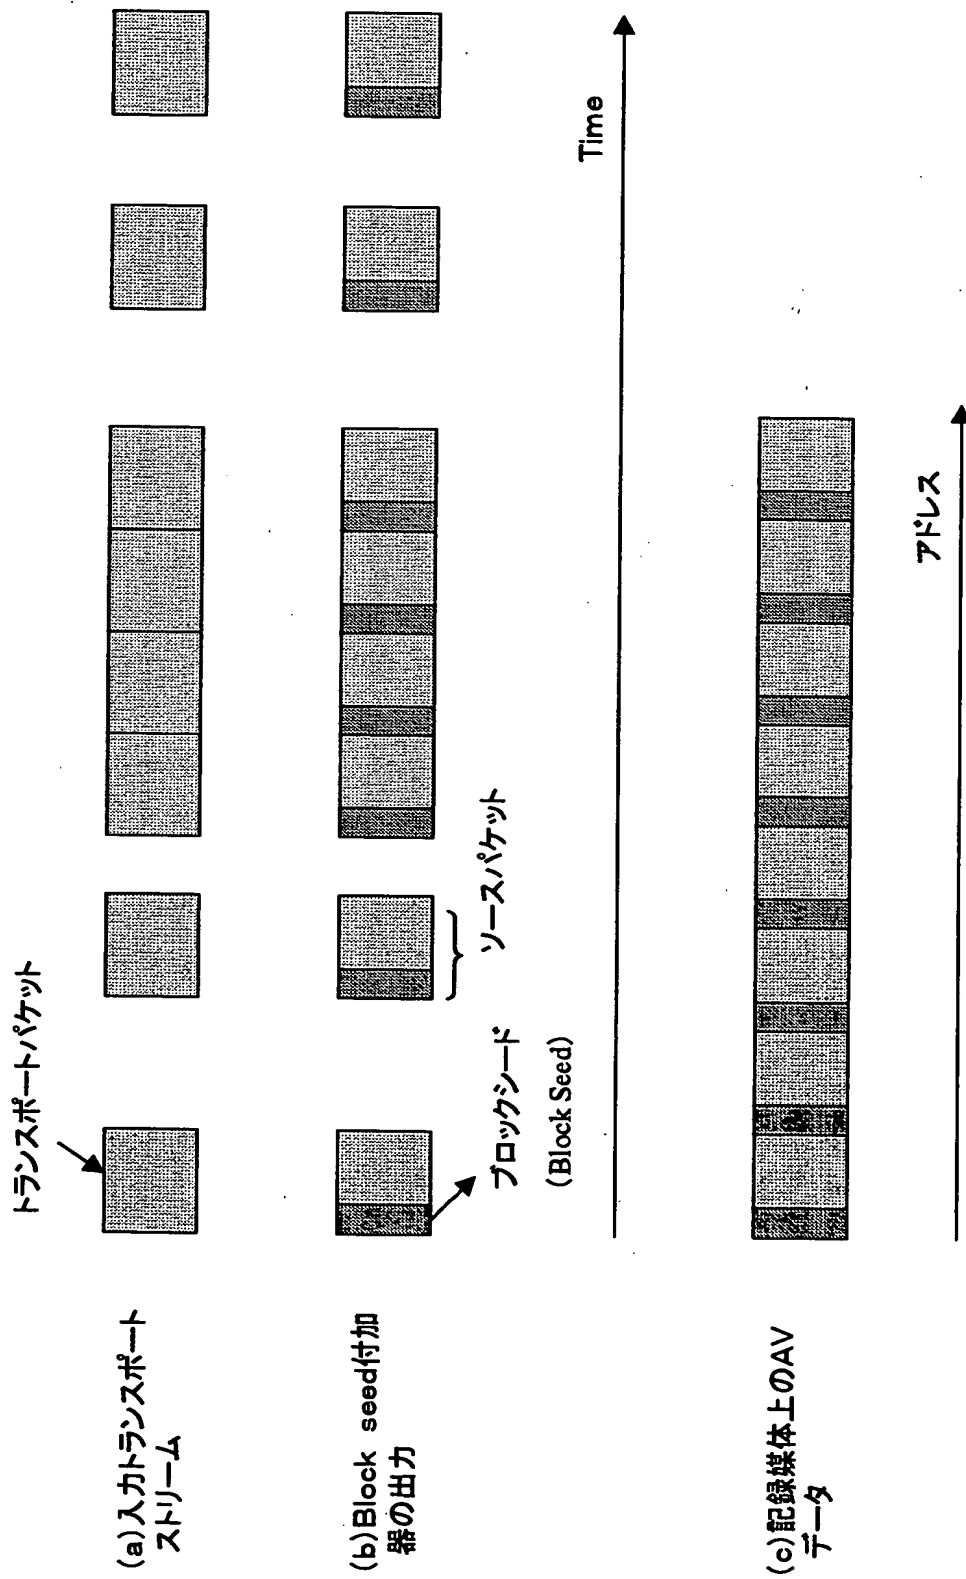 トランスポートパケット
(a)入力トランスポート
ストリーム
(b)Block seed付加
器の出力
ソースパケット
ブロックシード
(Block Seed)
Time
(c)記録媒体上のAV
データ
アドレス